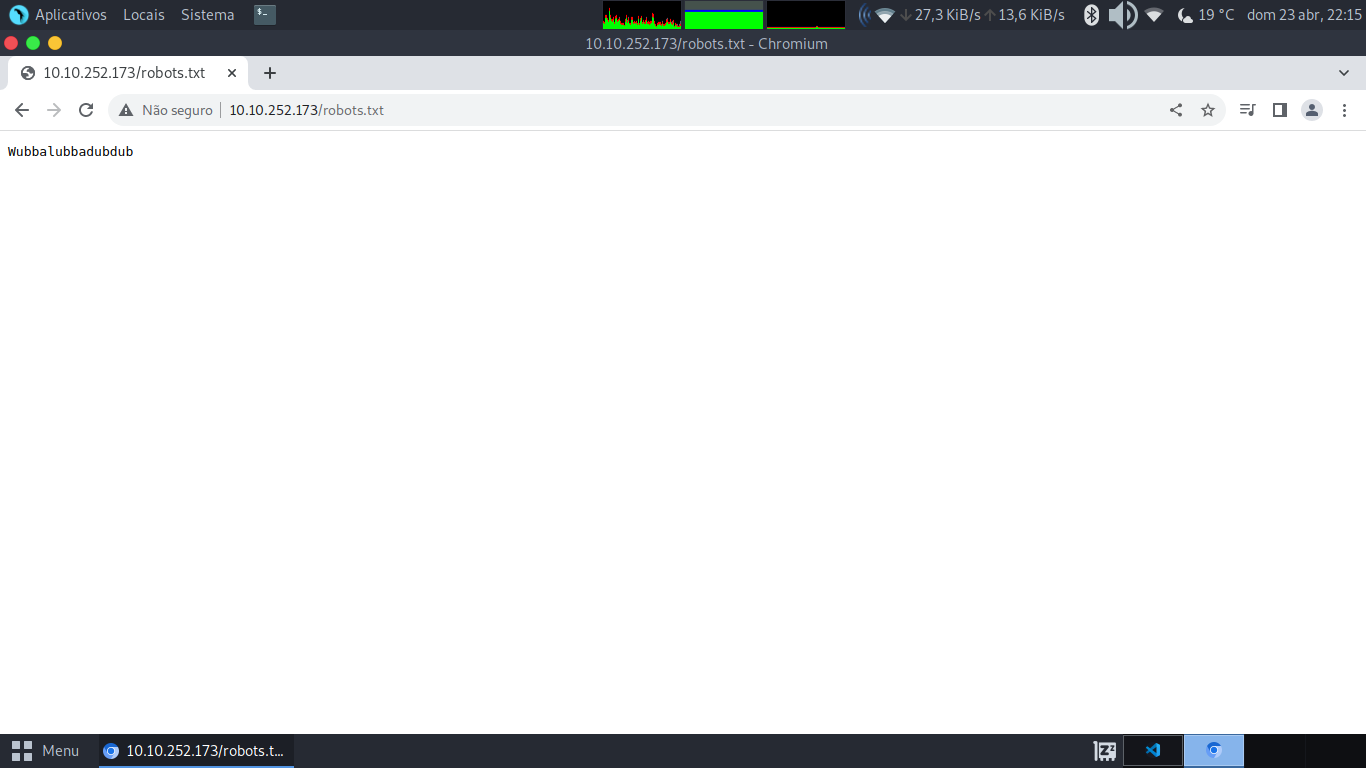 Aplicativos Locais Sistema $- 27,3 KiB/s 13,6 KiB/s 19 °C dom 23 abr, 22:15
10.10.252.173/robots.txt - Chromium
10.10.252.173/robots.txt
Não seguro 10.10.252.173/robots.txt
Wubbalubbadubdub
Menu 10.10.252.173/robots.t... zz